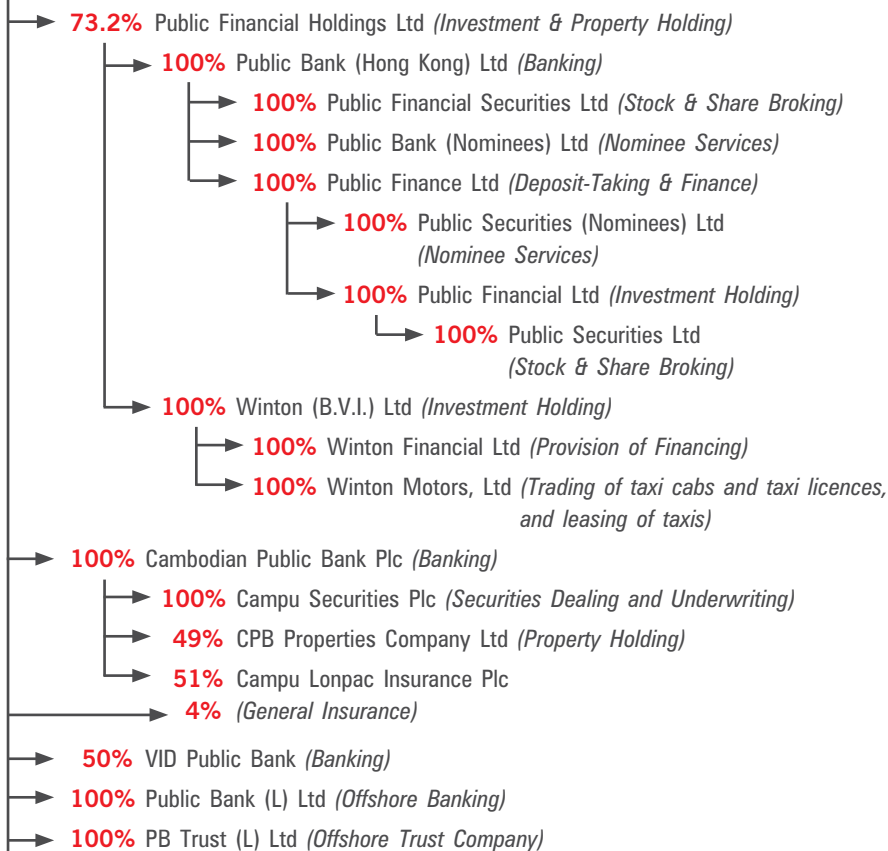 73.2% Public Financial Holdings Ltd (Investment & Property Holding)
100% Public Bank (Hong Kong) Ltd (Banking)
100% Public Financial Securities Ltd (Stock & Share Broking)
100% Public Bank (Nominees) Ltd (Nominee Services)
100% Public Finance Ltd (Deposit-Taking & Finance)
100% Public Securities (Nominees) Ltd
(Nominee Services)
100% Public Financial Ltd (Investment Holding)
100% Public Securities Ltd
(Stock & Share Broking)
100% Winton (B.V.I.) Ltd (Investment Holding)
100% Winton Financial Ltd (Provision of Financing)
100% Winton Motors, Ltd (Trading of taxi cabs and taxi licences,
and leasing of taxis)
100% Cambodian Public Bank Plc (Banking)
100% Campu Securities Plc (Securities Dealing and Underwriting)
49% CPB Properties Company Ltd (Property Holding)
51% Campu Lonpac Insurance Plc
4% (General Insurance)
50% VID Public Bank (Banking)
100% Public Bank (L) Ltd (Offshore Banking)
100% PB Trust (L) Ltd (Offshore Trust Company)